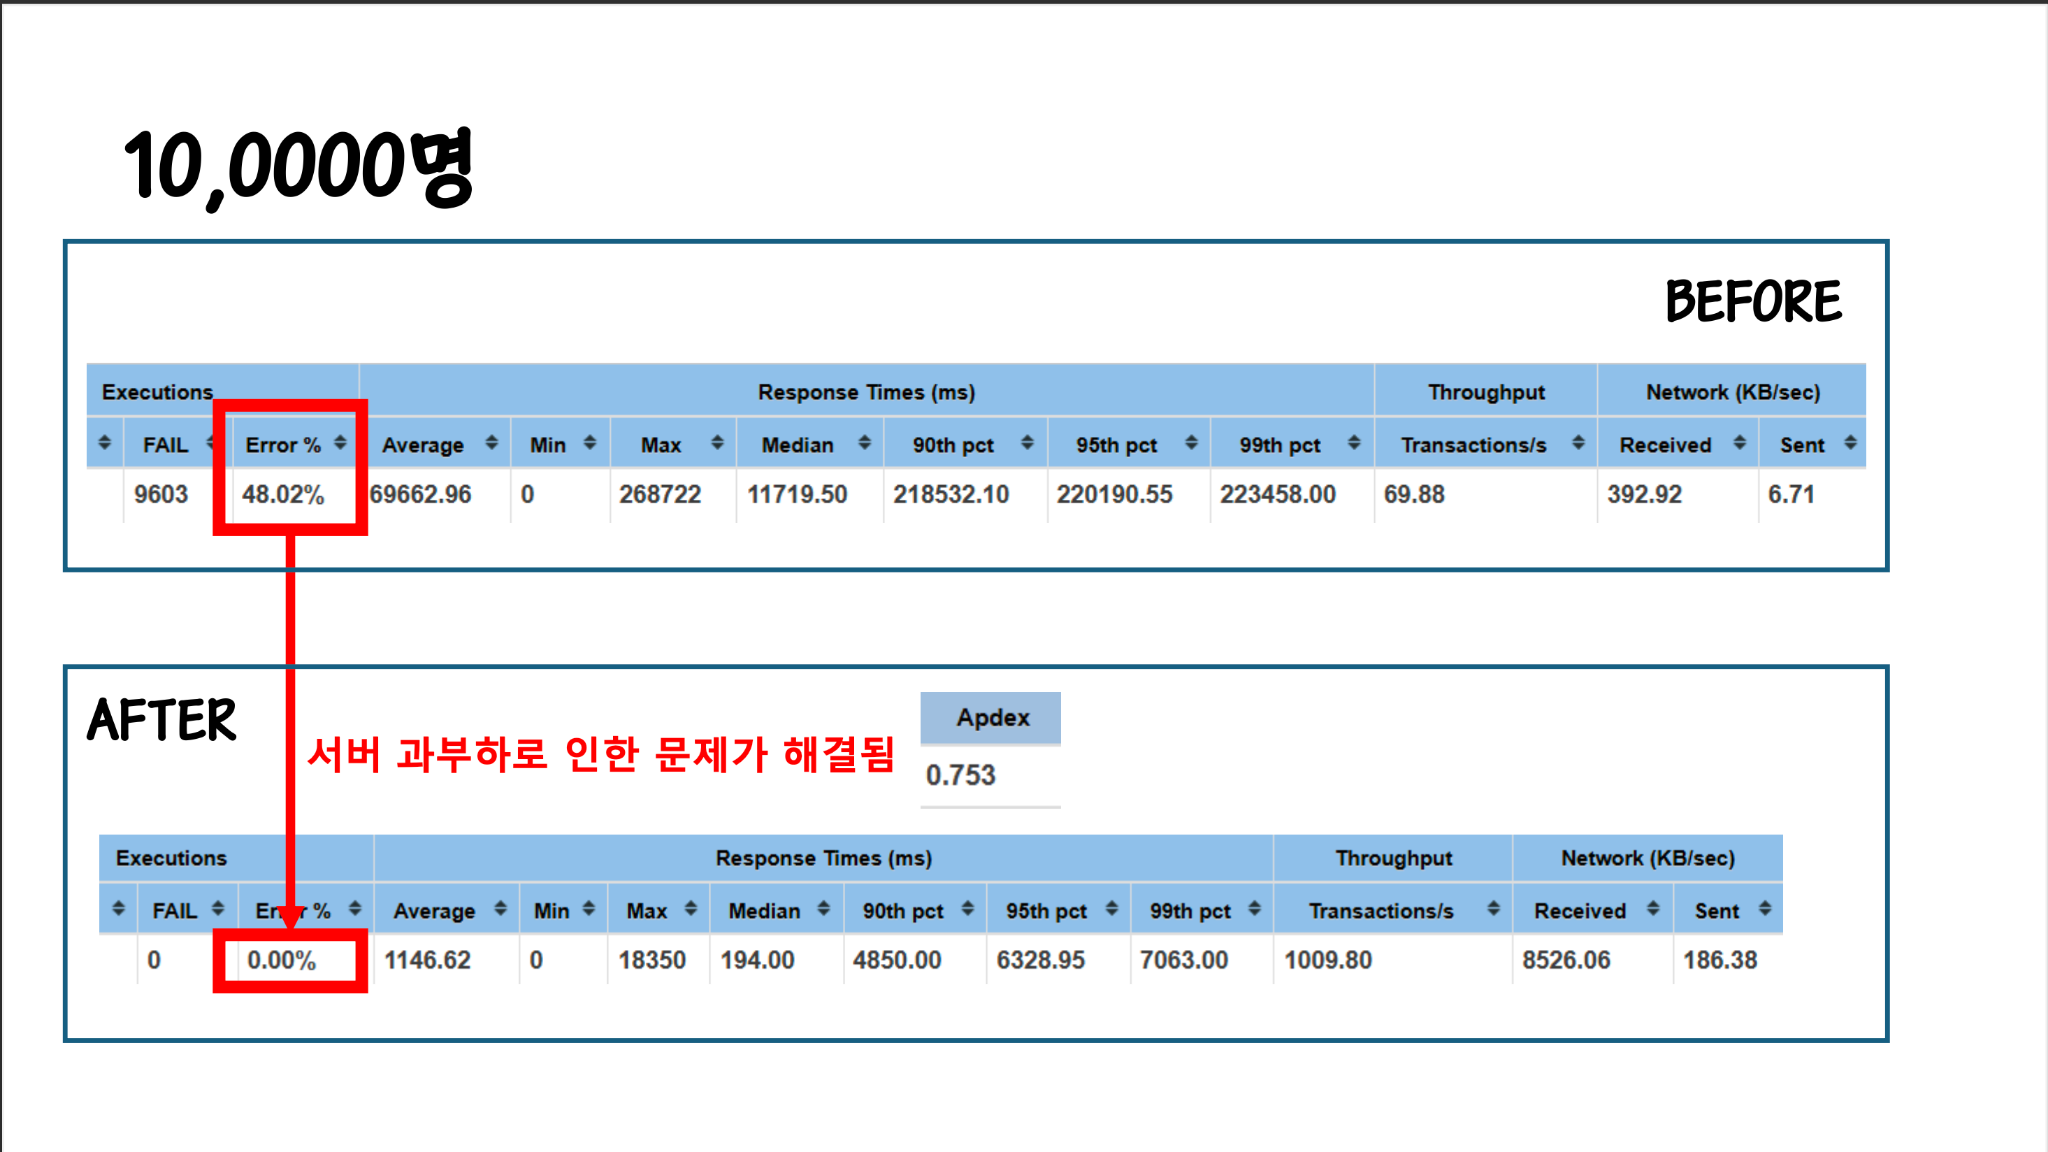 10,0000명
BEFORE
Executions Response Times (ms) Throughput Network (KB/sec)
FAIL Error % Average Min Max Median 90th pct 95th pct 99th pct Transactions/s Received Sent
9603 48.02% 69662.96 0 268722 11719.50 218532.10 220190.55 223458.00 69.88 392.92 6.71
AFTER
서버 과부하로 인한 문제가 해결됨
Apdex
0.753
Executions Response Times (ms) Throughput Network (KB/sec)
FAIL Error % Average Min Max Median 90th pct 95th pct 99th pct Transactions/s Received Sent
0 0.00% 1146.62 0 18350 194.00 4850.00 6328.95 7063.00 1009.80 8526.06 186.38